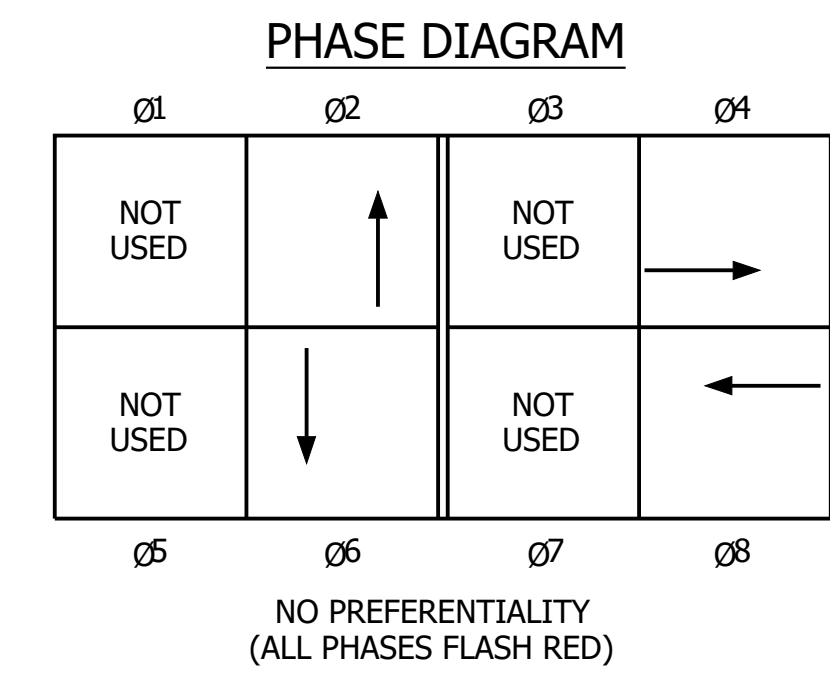 PHASE DIAGRAM
Ø1 Ø2 Ø3 Ø4
NOT
USED
NOT
USED
NOT
USED
NOT
USED
Ø5 Ø6 Ø7 Ø8
NO PREFERENTIALITY
(ALL PHASES FLASH RED)